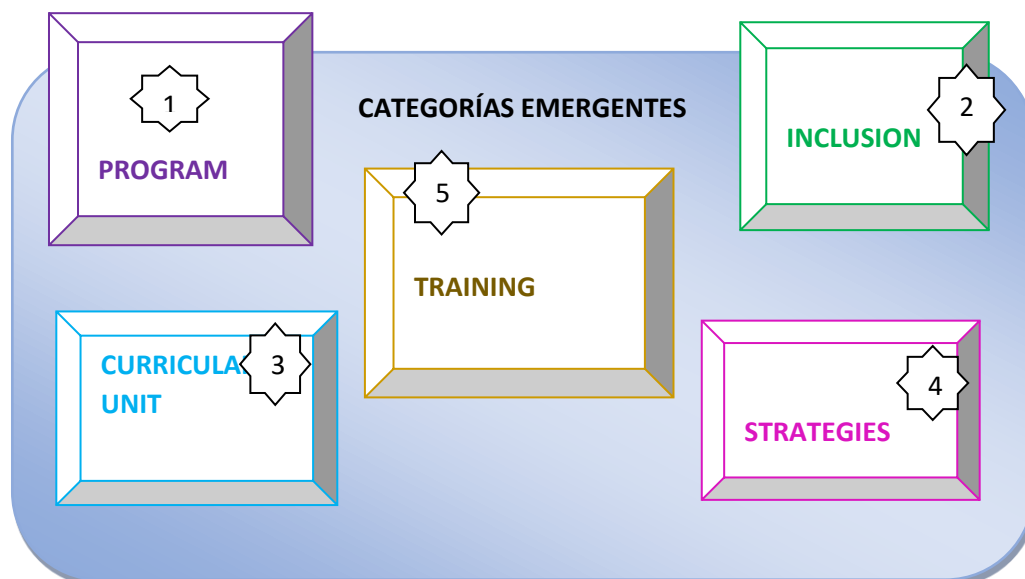 1
PROGRAM
CATEGORÍAS EMERGENTES
2
INCLUSION
5
TRAINING
3
CURRICULA
UNIT
4
STRATEGIES